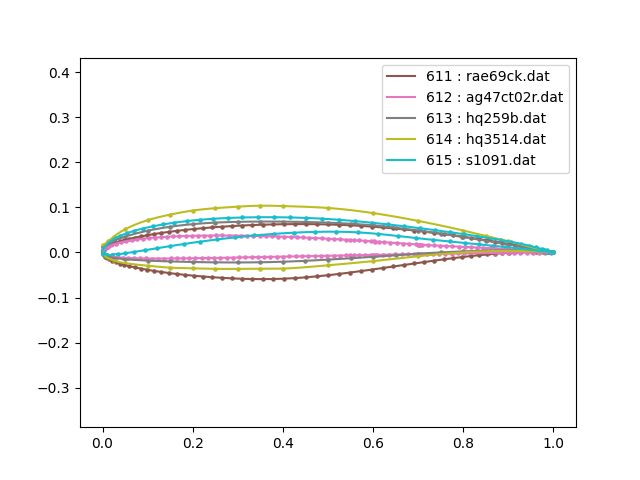 611 : rae69ck.dat
612 : ag47ct02r.dat
613 : hq259b.dat
614 : hq3514.dat
615 : s1091.dat
0.4
0.3
0.2
0.1
0.0
−0.1
−0.2
−0.3
0.0 0.2 0.4 0.6 0.8 1.0